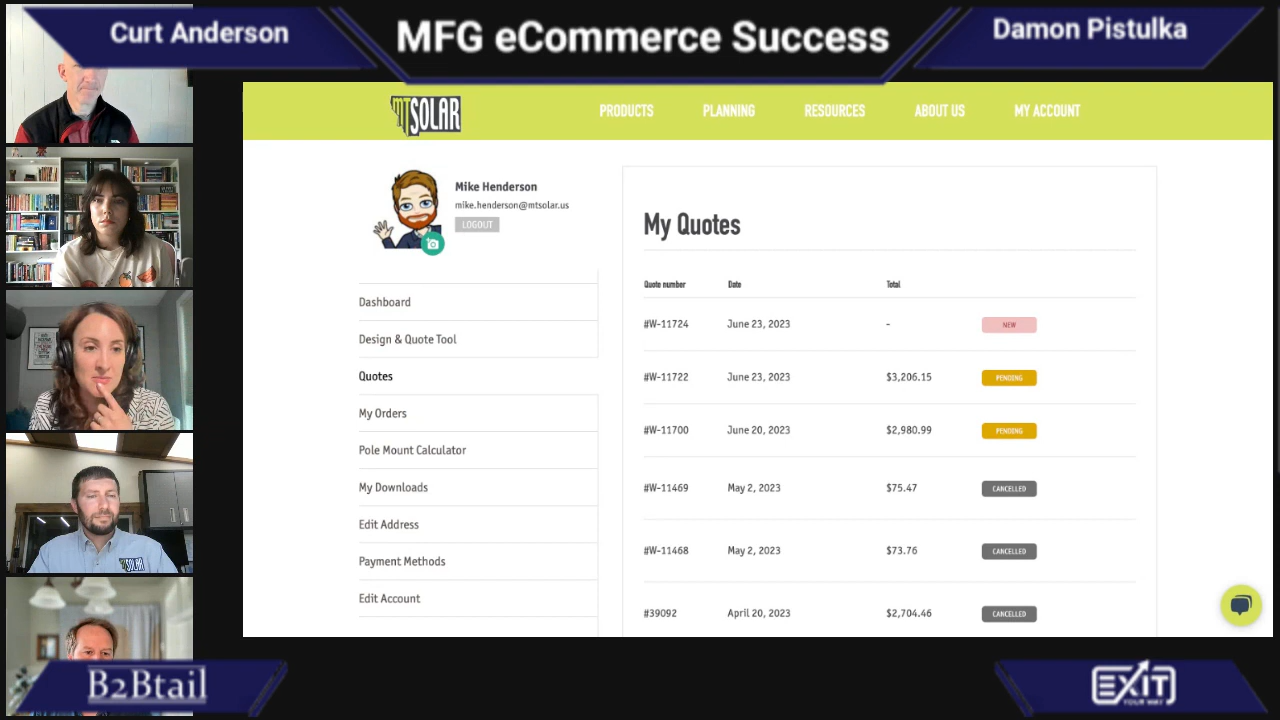 Curt Anderson
MFG eCommerce Success
Damon Pistulka
MTSOLAR
PRODUCTS
PLANNING
RESOURCES
ABOUT US
MY ACCOUNT
Mike Henderson
mike.henderson@mtsolar.us
LOGOUT
Dashboard
Design & Quote Tool
Quotes
My Orders
Pole Mount Calculator
My Downloads
Edit Address
Payment Methods
Edit Account
My Quotes
Quote number Date Total
#W-11724 June 23, 2023 - NEW
#W-11722 June 23, 2023 $3,206.15 PENDING
#W-11700 June 20, 2023 $2,980.99 PENDING
#W-11469 May 2, 2023 $75.47 CANCELLED
#W-11468 May 2, 2023 $73.76 CANCELLED
#39092 April 20, 2023 $2,704.46 CANCELLED
MTSOLAR
B2Btail
EXIT
YOUR WAY